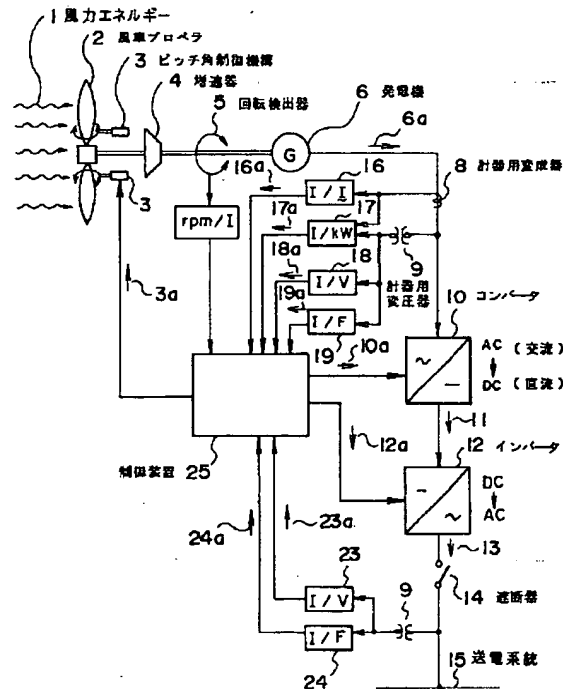 1 風力エネルギー
2 風車プロペラ
3 ピッチ角制御機構
4 増速器
5 回転検出器
6 発電機
6a
G
16a
I/I
16
8 計器用変成器
3
rpm/I
17a
I/kW
17
18a
I/V
18
9
計器用
変圧器
3a
19a
I/F
19
10a
10 コンバータ
AC (交流)
DC (直流)
11
12a
12 インバータ
制御装置 25
DC
AC
24a
23a
13
23
I/V
9
14 遮断器
I/F
24
15 送電系統